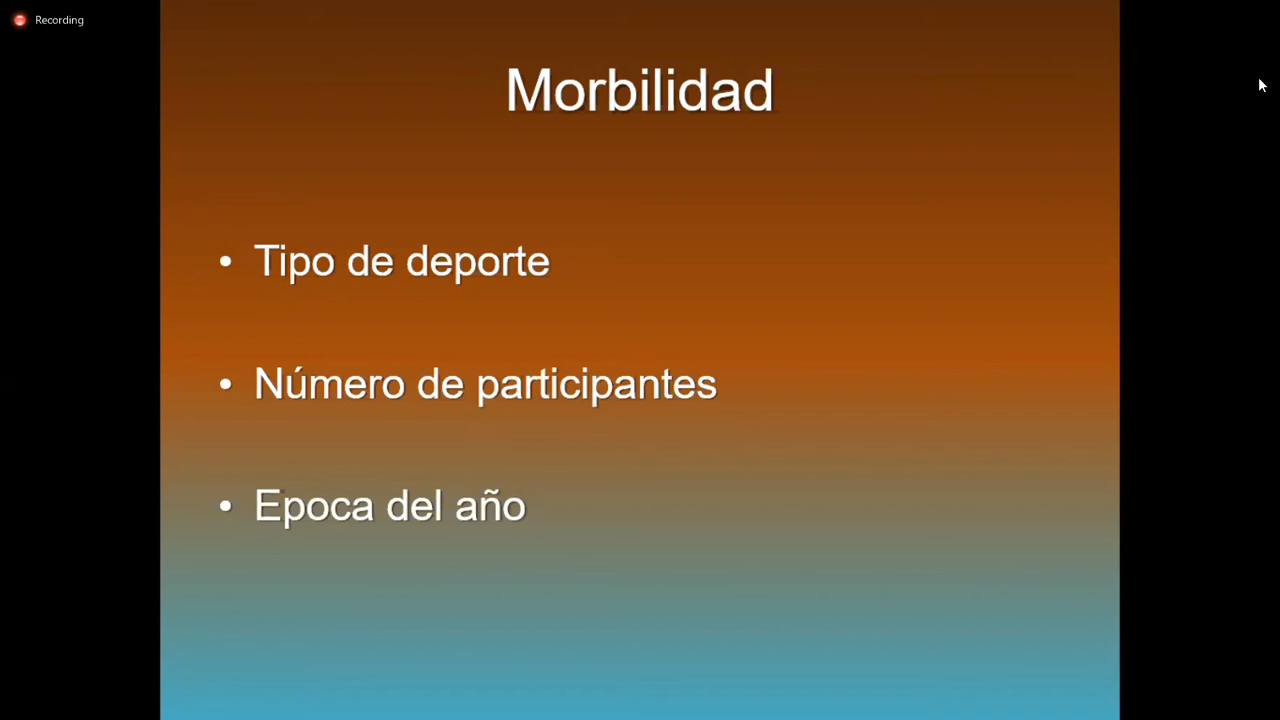 Recording
Morbilidad
• Tipo de deporte
• Número de participantes
• Epoca del año